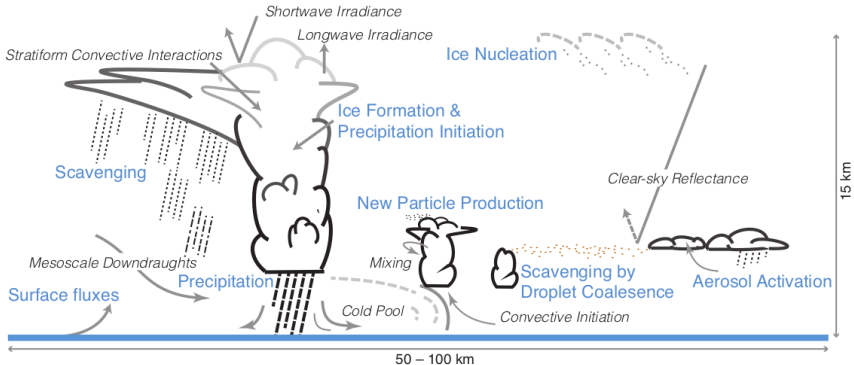 Shortwave Irradiance
Longwave Irradiance
Stratiform Convective Interactions
Ice Nucleation
Ice Formation &
Precipitation Initiation
Scavenging
Clear-sky Reflectance
15 km
New Particle Production
Mesoscale Downdraughts
Mixing
Precipitation
Scavenging by
Droplet Coalesence
Aerosol Activation
Surface fluxes
Cold Pool
Convective Initiation
50 – 100 km